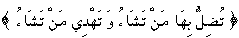 ﴿ تُضِلُّ بِهَا مَنْ تَشَاءُ وَ تَهْدِي مَنْ تَشَاءُ ﴾